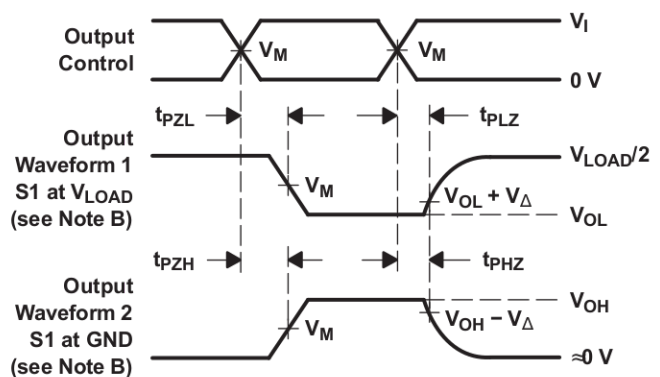 Output
Control
V_I
V_M
V_M
0 V
t_PZL
t_PLZ
Output
Waveform 1
S1 at V_LOAD
(see Note B)
V_LOAD/2
V_M
V_OL + V_Δ
V_OL
t_PZH
t_PHZ
Output
Waveform 2
S1 at GND
(see Note B)
V_OH
V_M
V_OH − V_Δ
≈0 V